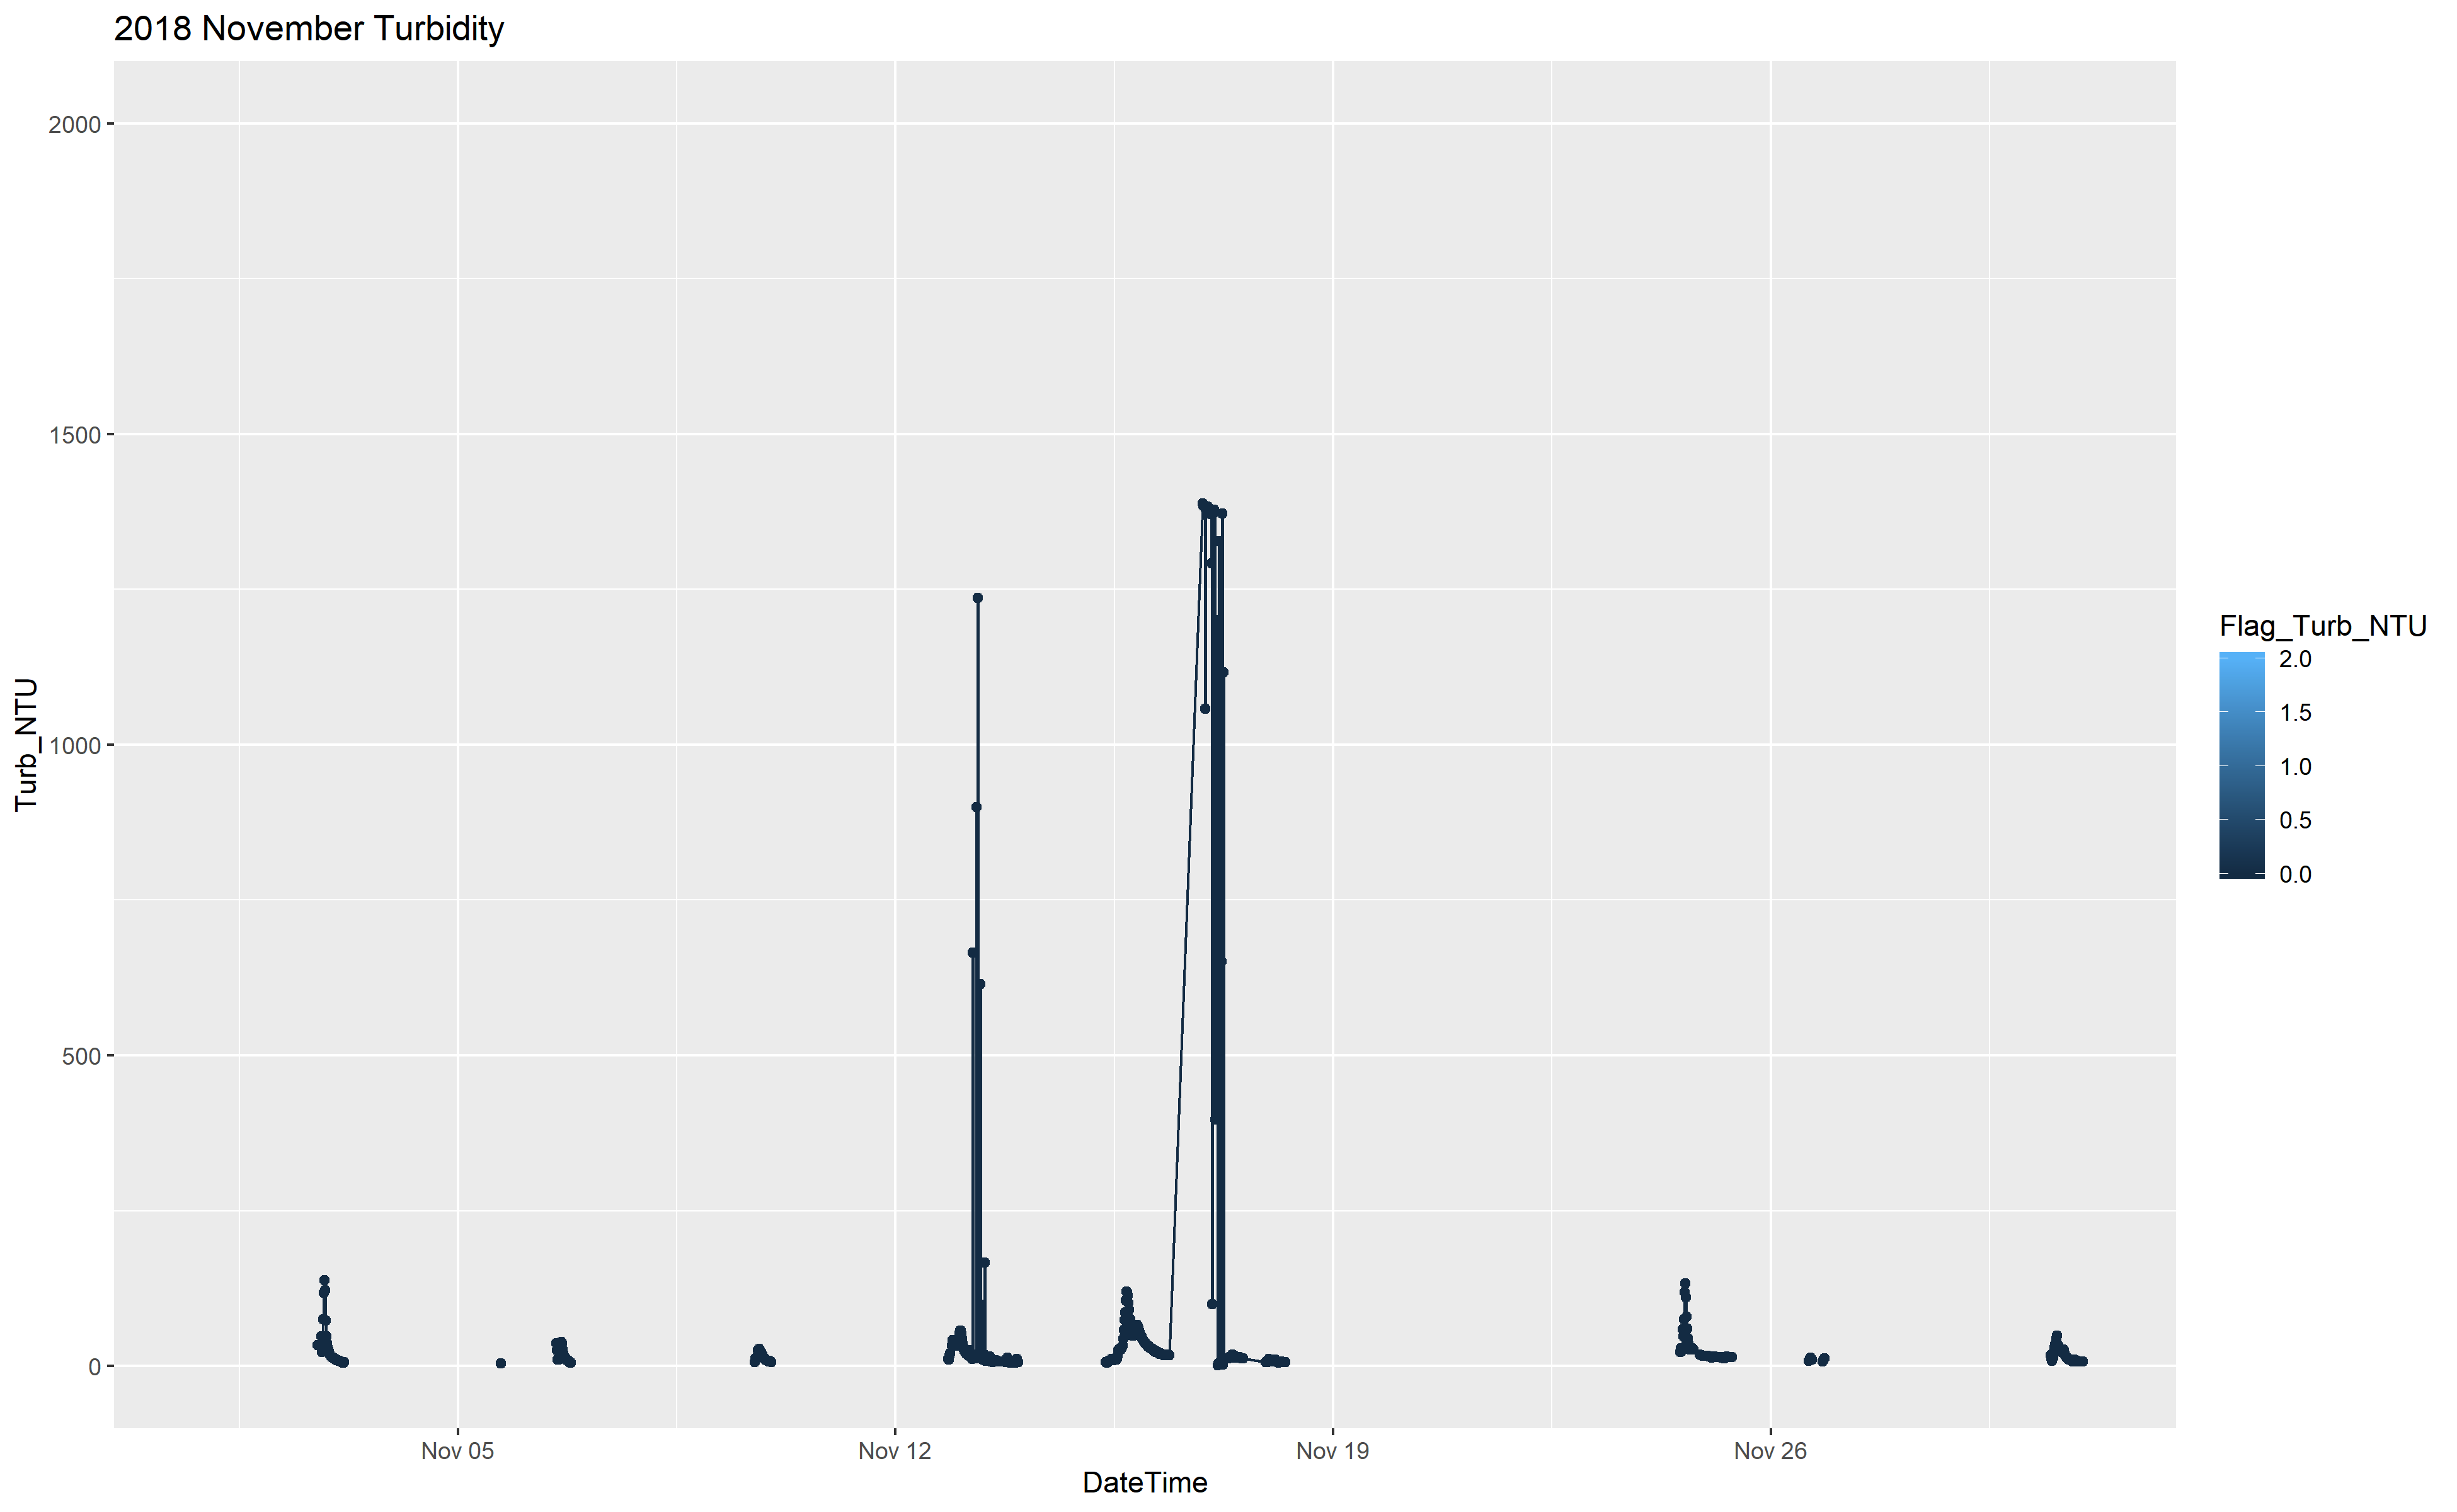 2018 November Turbidity
2000
1500
1000
500
0
Turb_NTU
Nov 05
Nov 12
Nov 19
Nov 26
DateTime
Flag_Turb_NTU
2.0
1.5
1.0
0.5
0.0